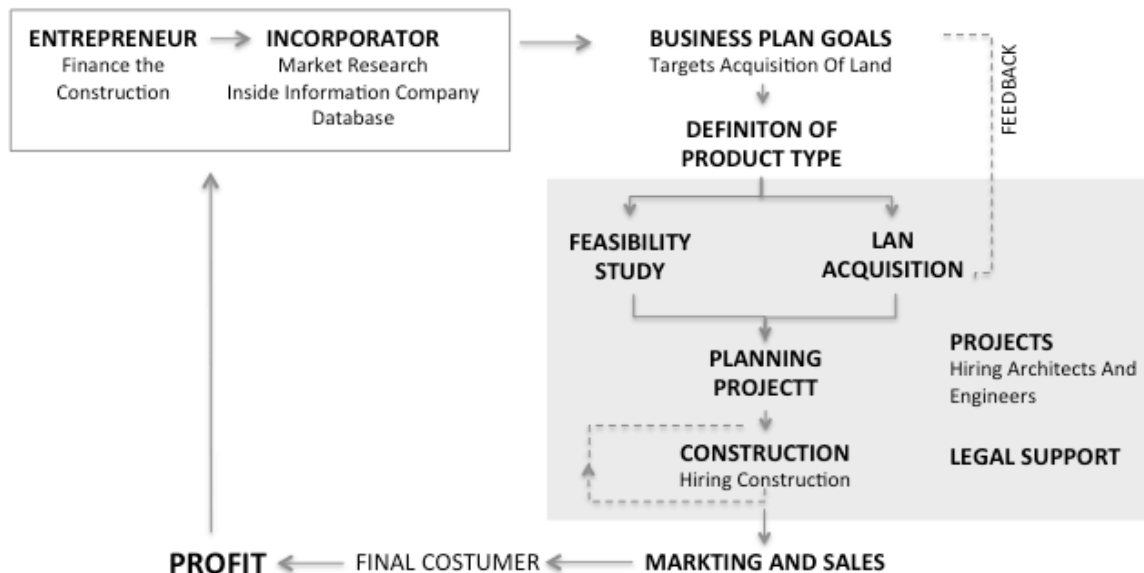 ENTREPRENEUR
Finance the
Construction
INCORPORATOR
Market Research
Inside Information Company
Database
BUSINESS PLAN GOALS
Targets Acquisition Of Land
FEEDBACK
DEFINITON OF
PRODUCT TYPE
FEASIBILITY
STUDY
LAN
ACQUISITION
PLANNING
PROJECTT
PROJECTS
Hiring Architects And
Engineers
CONSTRUCTION
Hiring Construction
LEGAL SUPPORT
PROFIT
FINAL COSTUMER
MARKTING AND SALES